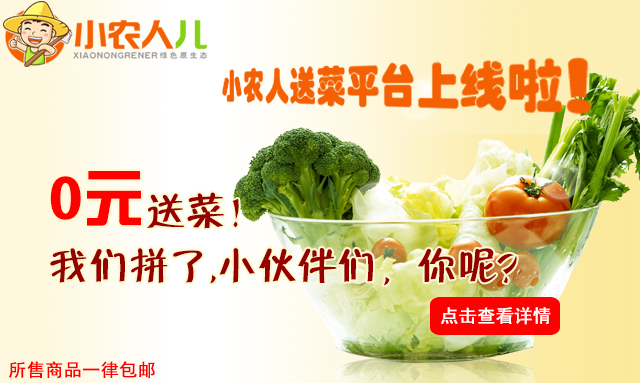 小农人儿
XIAONONGRENER绿色原生态
小农人送菜平台上线啦！
0元送菜！
我们拼了,小伙伴们，你呢？
点击查看详情
所售商品一律包邮